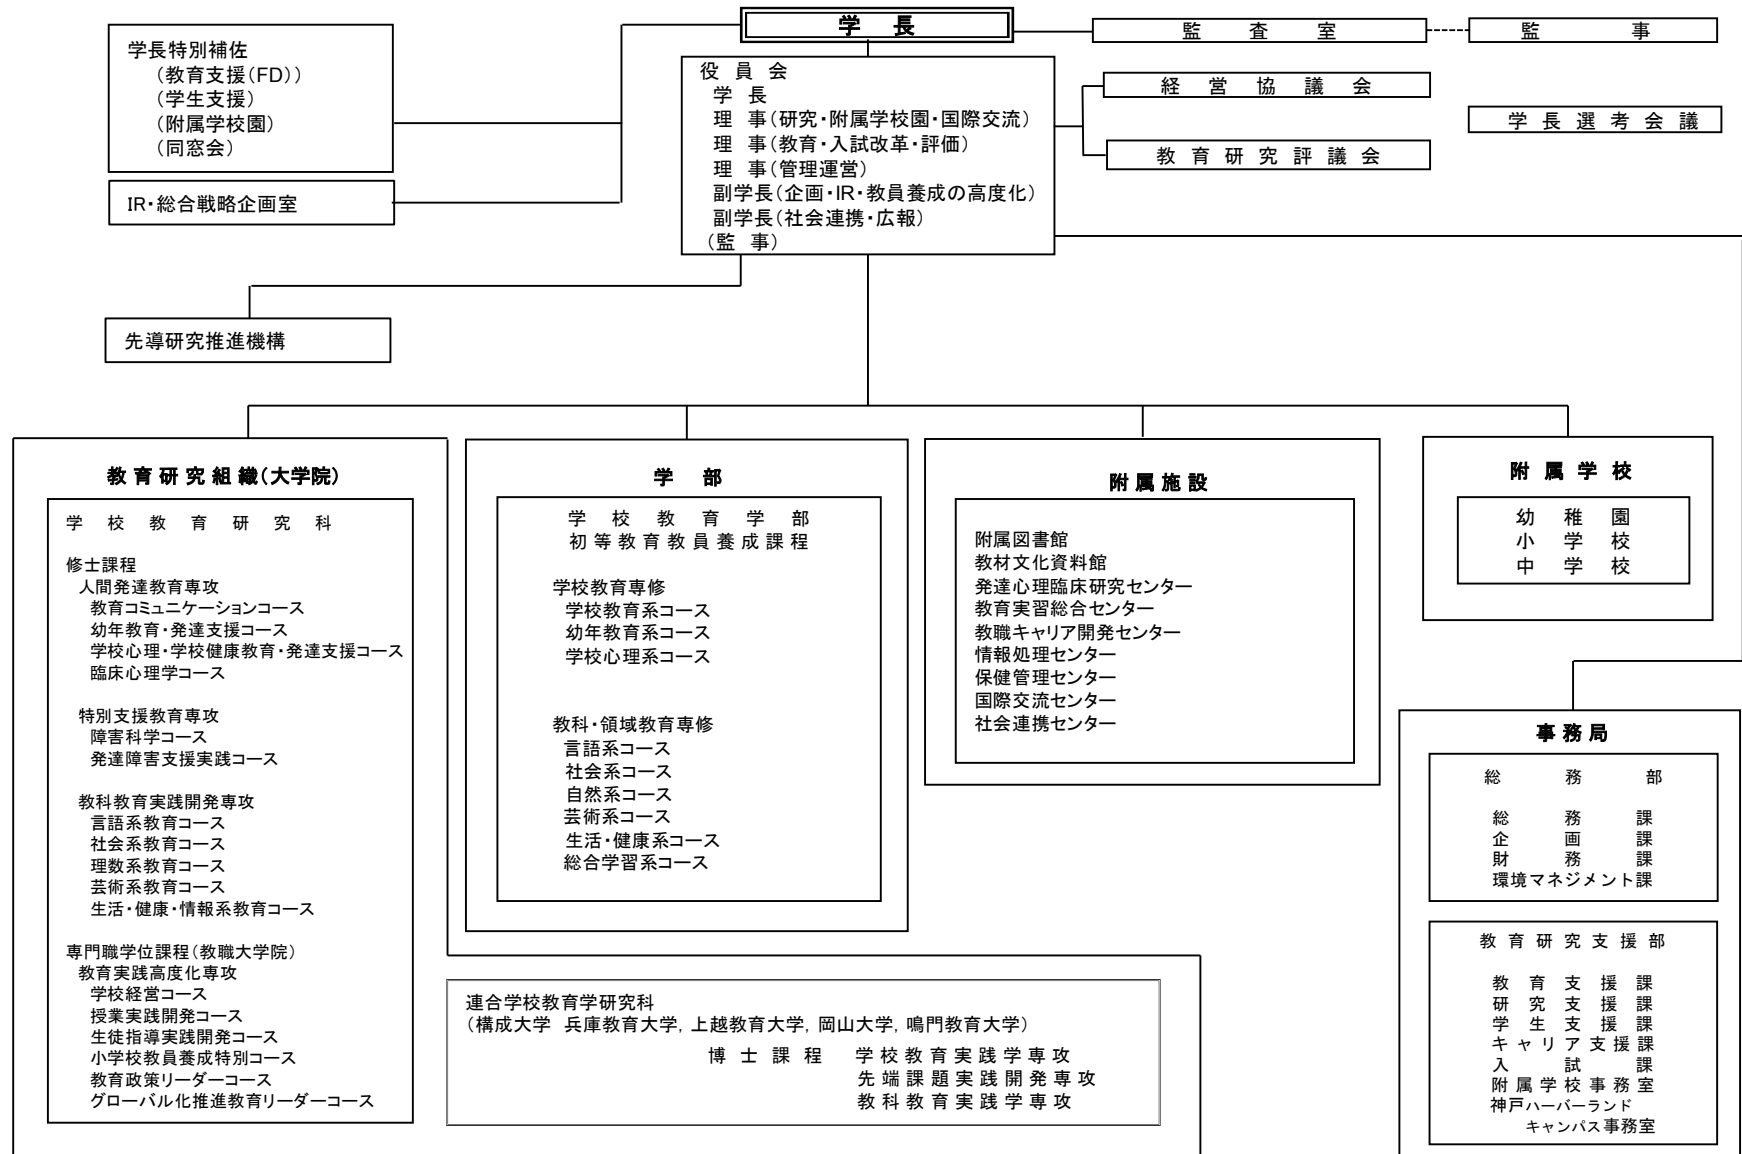 学長
監査室
監事
学長特別補佐
(教育支援(FD))
(学生支援)
(附属学校園)
(同窓会)
IR・総合戦略企画室
役員会
学長
理事(研究・附属学校園・国際交流)
理事(教育・入試改革・評価)
理事(管理運営)
副学長(企画・IR・教員養成の高度化)
副学長(社会連携・広報)
(監事)
経営協議会
教育研究評議会
学長選考会議
先導研究推進機構
教育研究組織(大学院)
学校教育研究科
修士課程
人間発達教育専攻
教育コミュニケーションコース
幼年教育・発達支援コース
学校心理・学校健康教育・発達支援コース
臨床心理学コース
特別支援教育専攻
障害科学コース
発達障害支援実践コース
教科教育実践開発専攻
言語系教育コース
社会系教育コース
理数系教育コース
芸術系教育コース
生活・健康・情報系教育コース
専門職学位課程(教職大学院)
教育実践高度化専攻
学校経営コース
授業実践開発コース
生徒指導実践開発コース
小学校教員養成特別コース
教育政策リーダーコース
グローバル化推進教育リーダーコース
学部
学校教育学部
初等教育教員養成課程
学校教育専修
学校教育系コース
幼年教育系コース
学校心理系コース
教科・領域教育専修
言語系コース
社会系コース
自然系コース
芸術系コース
生活・健康系コース
総合学習系コース
連合学校教育学研究科
(構成大学 兵庫教育大学, 上越教育大学, 岡山大学, 鳴門教育大学)
博士課程 学校教育実践学専攻
先端課題実践開発専攻
教科教育実践学専攻
附属施設
附属図書館
教材文化資料館
発達心理臨床研究センター
教育実習総合センター
教職キャリア開発センター
情報処理センター
保健管理センター
国際交流センター
社会連携センター
附属学校
幼稚園
小学校
中学校
事務局
総務部
総務課
企画課
財務課
環境マネジメント課
教育研究支援部
教育支援課
研究支援課
学生支援課
キャリア支援課
入試課
附属学校事務室
神戸ハーバーランド
キャンパス事務室